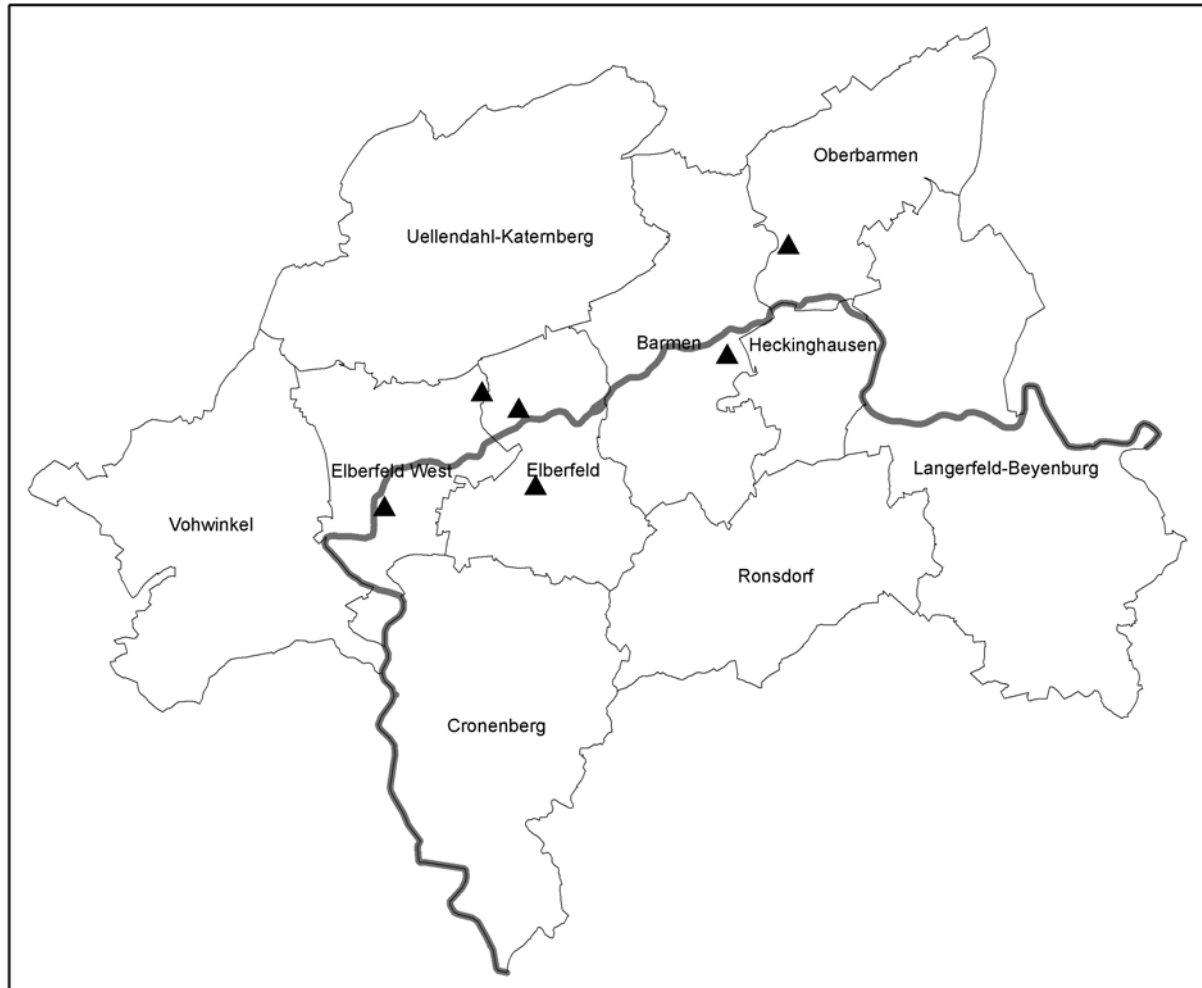 Oberbarmen
Uellendahl-Katernberg
Barmen
Heckinghausen
Elberfeld West
Elberfeld
Langerfeld-Beyenburg
Vohwinkel
Ronsdorf
Cronenberg